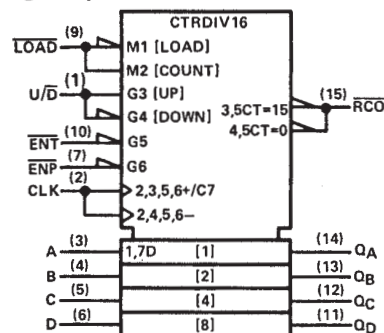 CTRDIV16
LOAD (9) M1 [LOAD]
M2 [COUNT]
U/D (1) G3 [UP]
G4 [DOWN]
3,5CT=15 (15) RCO
4,5CT=0
ENT (10) G5
ENP (7) G6
CLK (2) 2,3,5,6+/C7
2,4,5,6−
A (3) 1,7D [1] (14) QA
B (4) [2] (13) QB
C (5) [4] (12) QC
D (6) [8] (11) QD